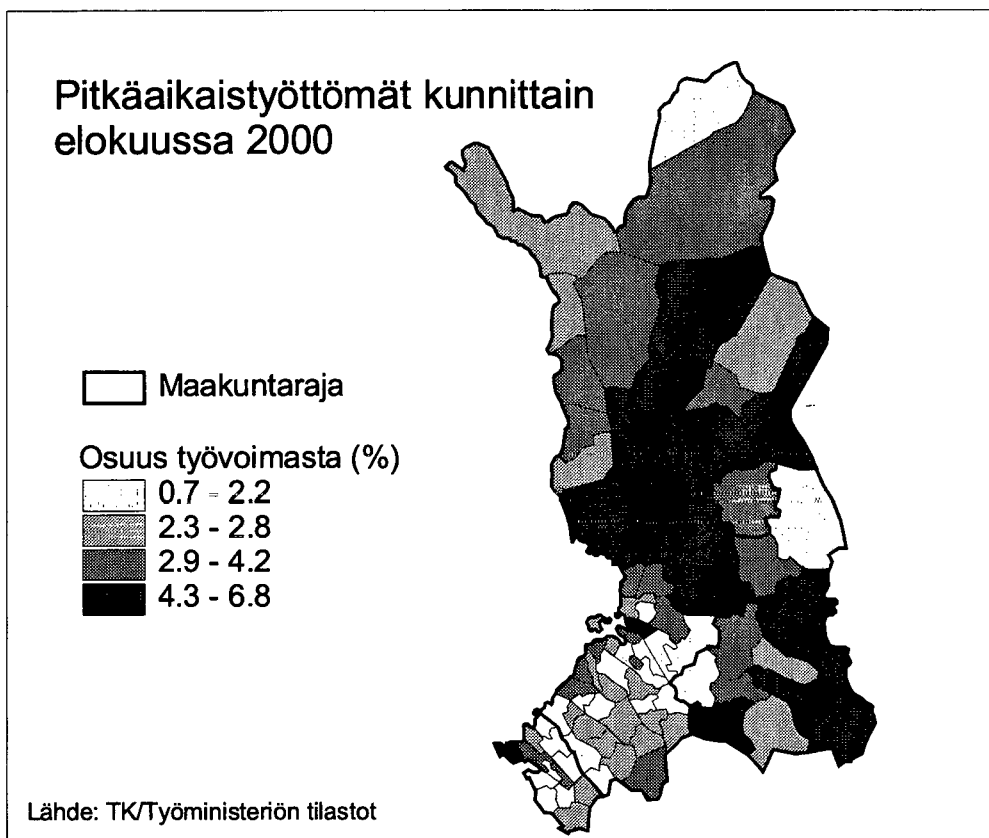 Pitkäaikaistyöttömät kunnittain
elokuussa 2000
Maakuntaraja
Osuus työvoimasta (%)
0.7 - 2.2
2.3 - 2.8
2.9 - 4.2
4.3 - 6.8
Lähde: TK/Työministeriön tilastot